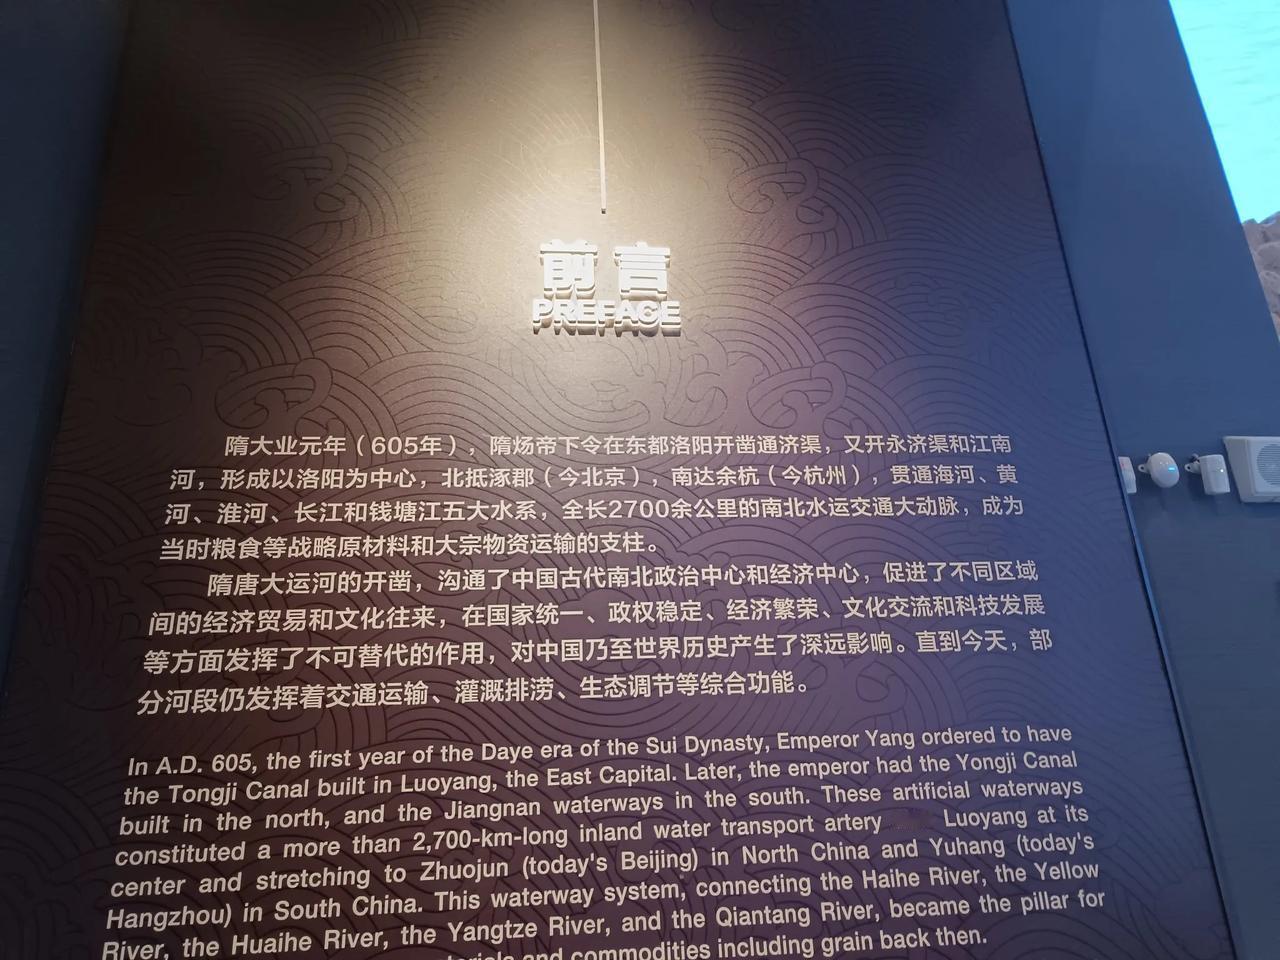 前言
PREFACE
隋大业元年（605年），隋炀帝下令在东都洛阳开凿通济渠，又开永济渠和江南
河，形成以洛阳为中心，北抵涿郡（今北京），南达余杭（今杭州），贯通海河、黄
河、淮河、长江和钱塘江五大水系，全长2700余公里的南北水运交通大动脉，成为
当时粮食等战略原材料和大宗物资运输的支柱。
隋唐大运河的开凿，沟通了中国古代南北政治中心和经济中心，促进了不同区域
间的经济贸易和文化往来，在国家统一、政权稳定、经济繁荣、文化交流和科技发展
等方面发挥了不可替代的作用，对中国乃至世界历史产生了深远影响。直到今天，部
分河段仍发挥着交通运输、灌溉排涝、生态调节等综合功能。
In A.D. 605, the first year of the Daye era of the Sui Dynasty, Emperor Yang ordered to have
the Tongji Canal built in Luoyang, the East Capital. Later, the emperor had the Yongji Canal
built in the north, and the Jiangnan waterways in the south. These artificial waterways
constituted a more than 2,700-km-long inland water transport artery Luoyang at its
center and stretching to Zhuojun (today's Beijing) in North China and Yuhang (today's
Hangzhou) in South China. This waterway system, connecting the Haihe River, the Yellow
River, the Huaihe River, the Yangtze River, and the Qiantang River, became the pillar for
and commodities including grain back then.